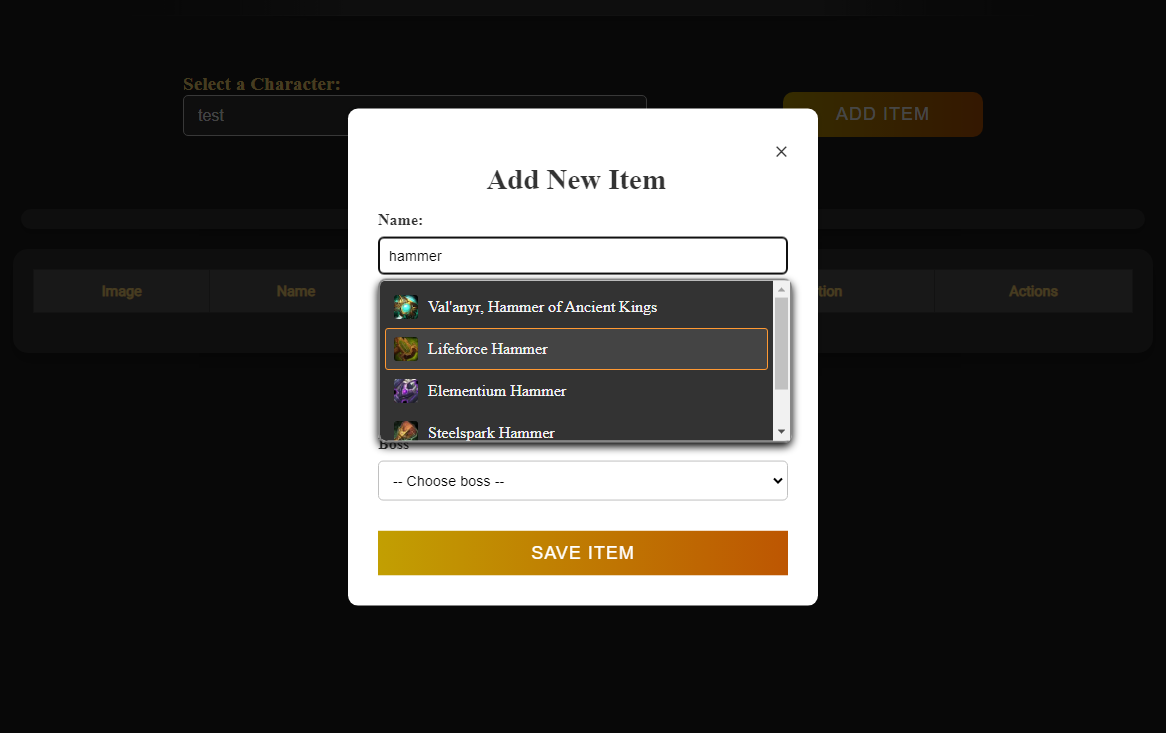 Select a Character:
test
ADD ITEM
×
Add New Item
Name:
hammer
Image
Name
tion
Actions
Val'anyr, Hammer of Ancient Kings
Lifeforce Hammer
Elementium Hammer
Steelspark Hammer
Boss
-- Choose boss --
SAVE ITEM